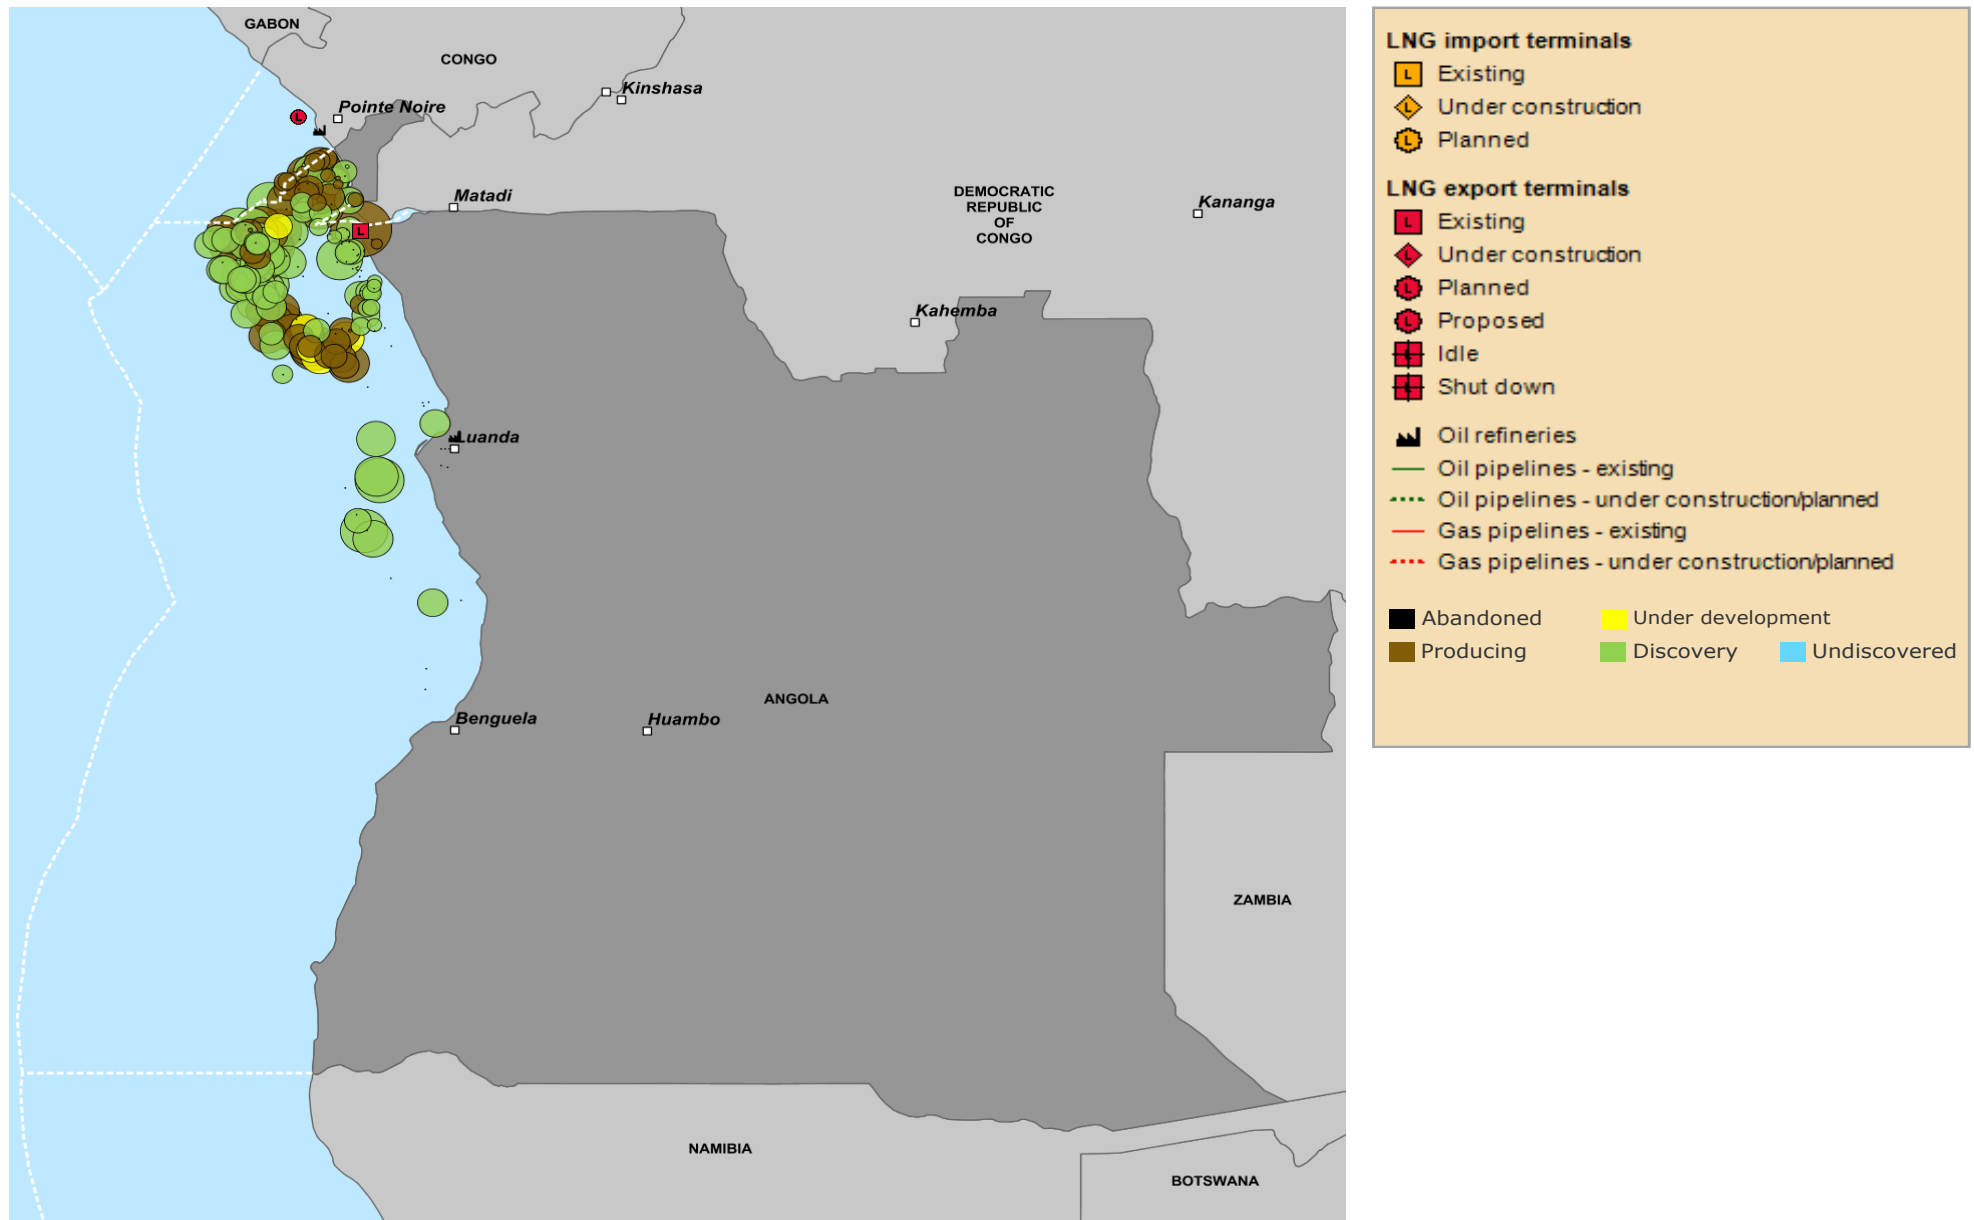 GABON
CONGO
Kinshasa
Pointe Noire
L
Matadi
DEMOCRATIC
REPUBLIC
OF
CONGO
Kananga
L
Kahemba
Luanda
ANGOLA
Benguela
Huambo
ZAMBIA
NAMIBIA
BOTSWANA
LNG import terminals
L Existing
L Under construction
L Planned
LNG export terminals
L Existing
L Under construction
L Planned
L Proposed
L Idle
L Shut down
Oil refineries
Oil pipelines - existing
Oil pipelines - under construction/planned
Gas pipelines - existing
Gas pipelines - under construction/planned
Abandoned
Under development
Producing
Discovery
Undiscovered